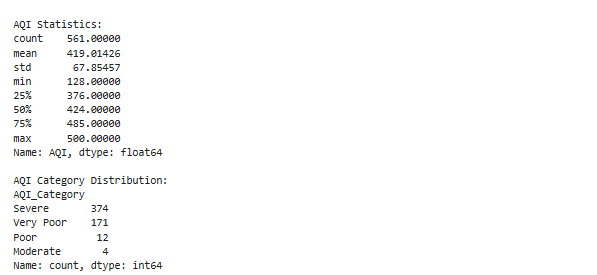 AQI Statistics:
count    561.00000
mean     419.01426
std       67.85457
min      128.00000
25%      376.00000
50%      424.00000
75%      485.00000
max      500.00000
Name: AQI, dtype: float64

AQI Category Distribution:
AQI_Category
Severe       374
Very Poor    171
Poor          12
Moderate       4
Name: count, dtype: int64